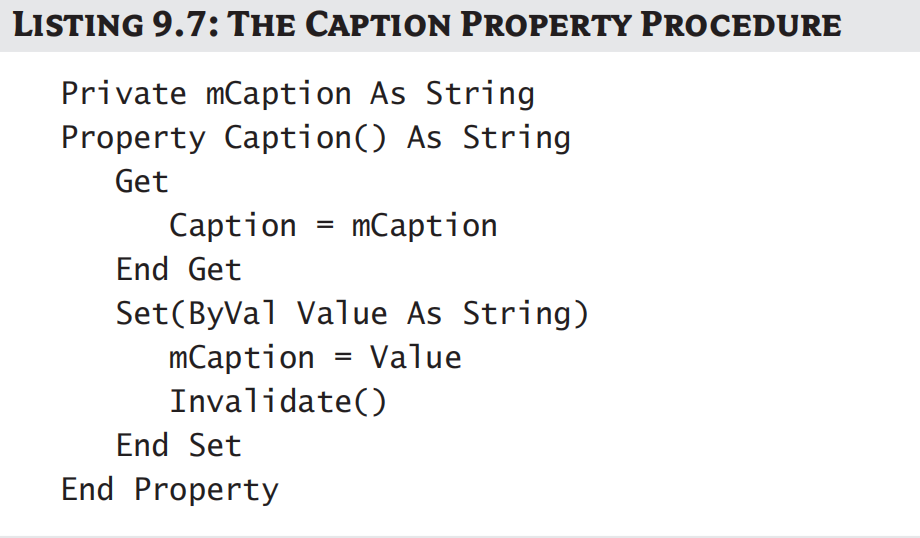 LISTING 9.7: THE CAPTION PROPERTY PROCEDURE
Private mCaption As String
Property Caption() As String
Get
Caption = mCaption
End Get
Set(ByVal Value As String)
mCaption = Value
Invalidate()
End Set
End Property